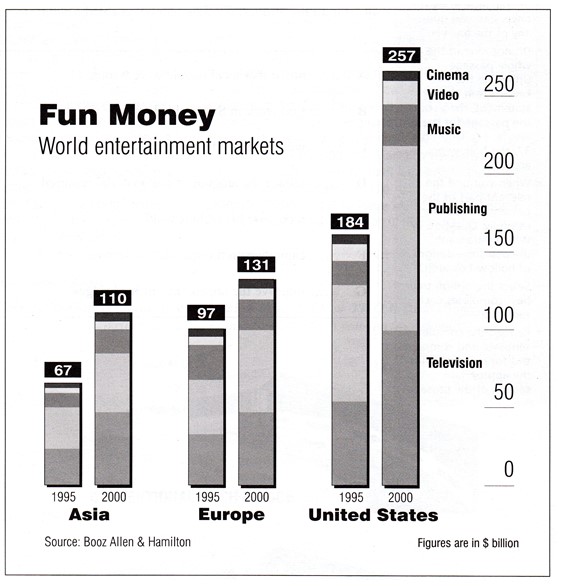 Fun Money
World entertainment markets
257
Cinema
Video
Music
Publishing
Television
250
200
150
100
50
0
184
131
110
97
67
1995 2000 1995 2000 1995 2000
Asia Europe United States
Source: Booz Allen & Hamilton Figures are in $ billion